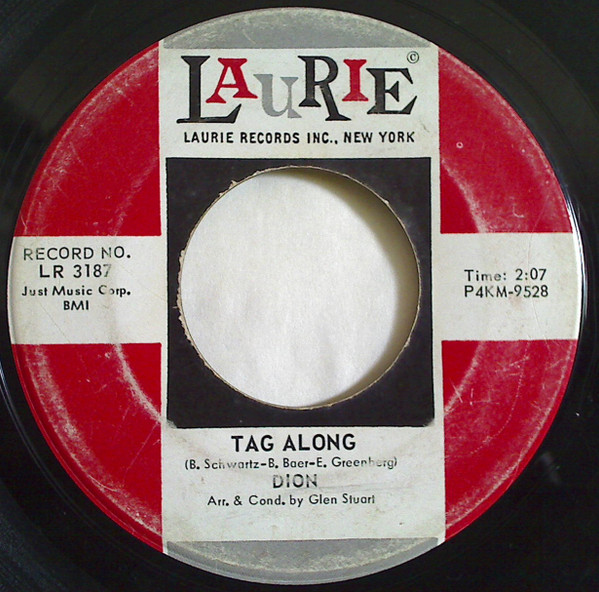 LAURIE©
LAURIE RECORDS INC., NEW YORK
RECORD NO.
LR 3187
Just Music Corp.
BMI
Time: 2:07
P4KM-9528
TAG ALONG
(B. Schwartz-B. Baer-E. Greenberg)
DION
Arr. & Cond. by Glen Stuart